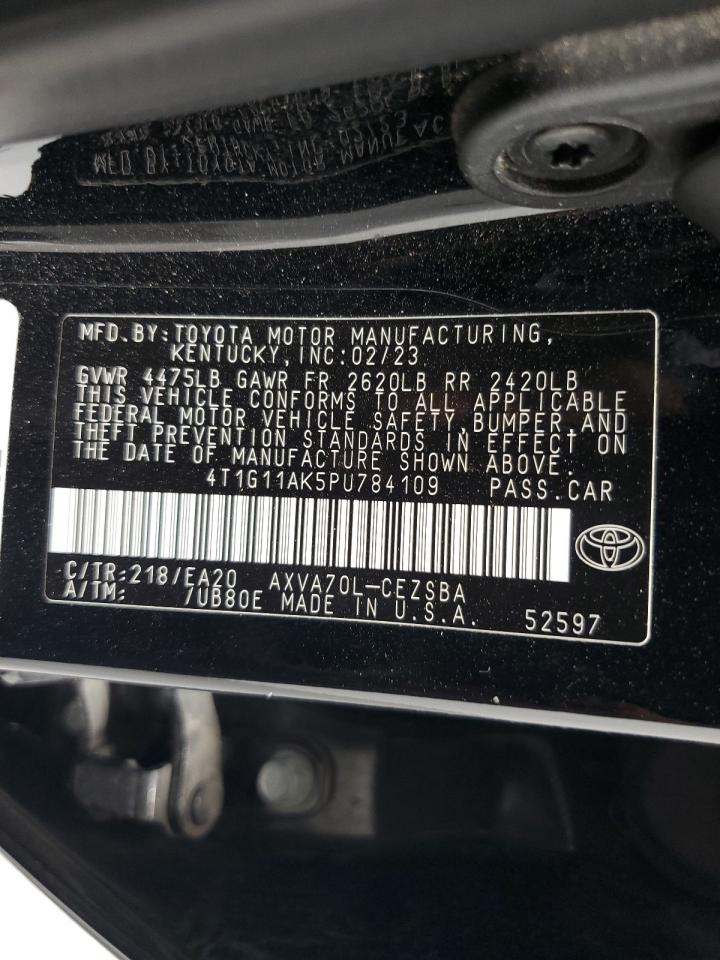 MFD.BY:TOYOTA MOTOR MANUFACTURING,
KENTUCKY,INC:02/23
GVWR 4475LB GAWR FR 2620LB RR 2420LB
THIS VEHICLE CONFORMS TO ALL APPLICABLE
FEDERAL MOTOR VEHICLE SAFETY,BUMPER,AND
THEFT PREVENTION STANDARDS IN EFFECT ON
THE DATE OF MANUFACTURE SHOWN ABOVE.
4T1G11AK5PU784109 PASS.CAR
C/TR:218/EA20 AXVA70L-CEZSBA
A/TM: /UB80E MADE IN U.S.A. 52597